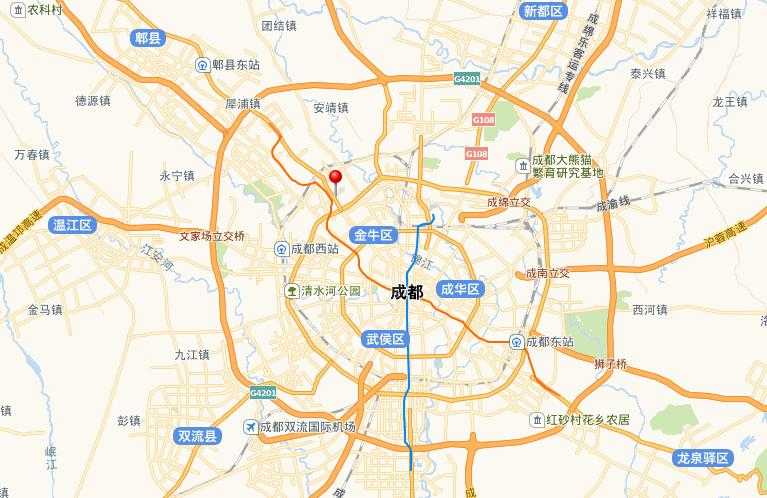 农科村
团结镇
新都区
祥福镇
郫县
成绵乐客运专线
郫县东站
G4201
泰兴镇
德源镇
犀浦镇
安靖镇
龙王镇
G108
万春镇
G108
成都大熊猫
繁育研究基地
永宁镇
合兴镇
成绵立交
成渝线
成温邛高速
温江区
文家场立交桥
金牛区
沪蓉高速
江安河
成都西站
锦江
成南立交
清水河公园
成都
成华区
金马镇
西河镇
洛
武侯区
成都东站
九江镇
狮子桥
G4201
镇
彭镇
双流县
成都双流国际机场
红砂村花乡农居
岷江
龙泉驿区
成
成